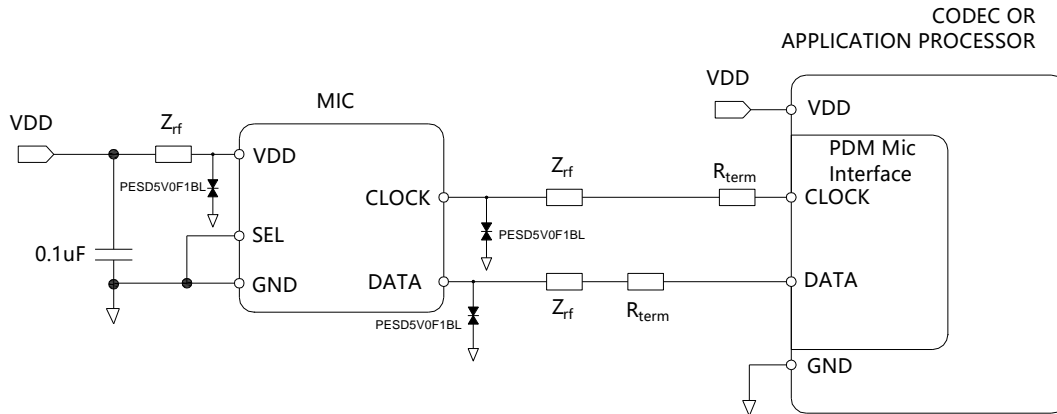 CODEC OR
APPLICATION PROCESSOR
VDD
VDD
MIC
VDD
Zrf
VDD
PDM Mic
Interface
PESD5V0F1BL
CLOCK
Zrf
Rterm
CLOCK
SEL
PESD5V0F1BL
0.1uF
GND
DATA
DATA
PESD5V0F1BL
Zrf
Rterm
GND